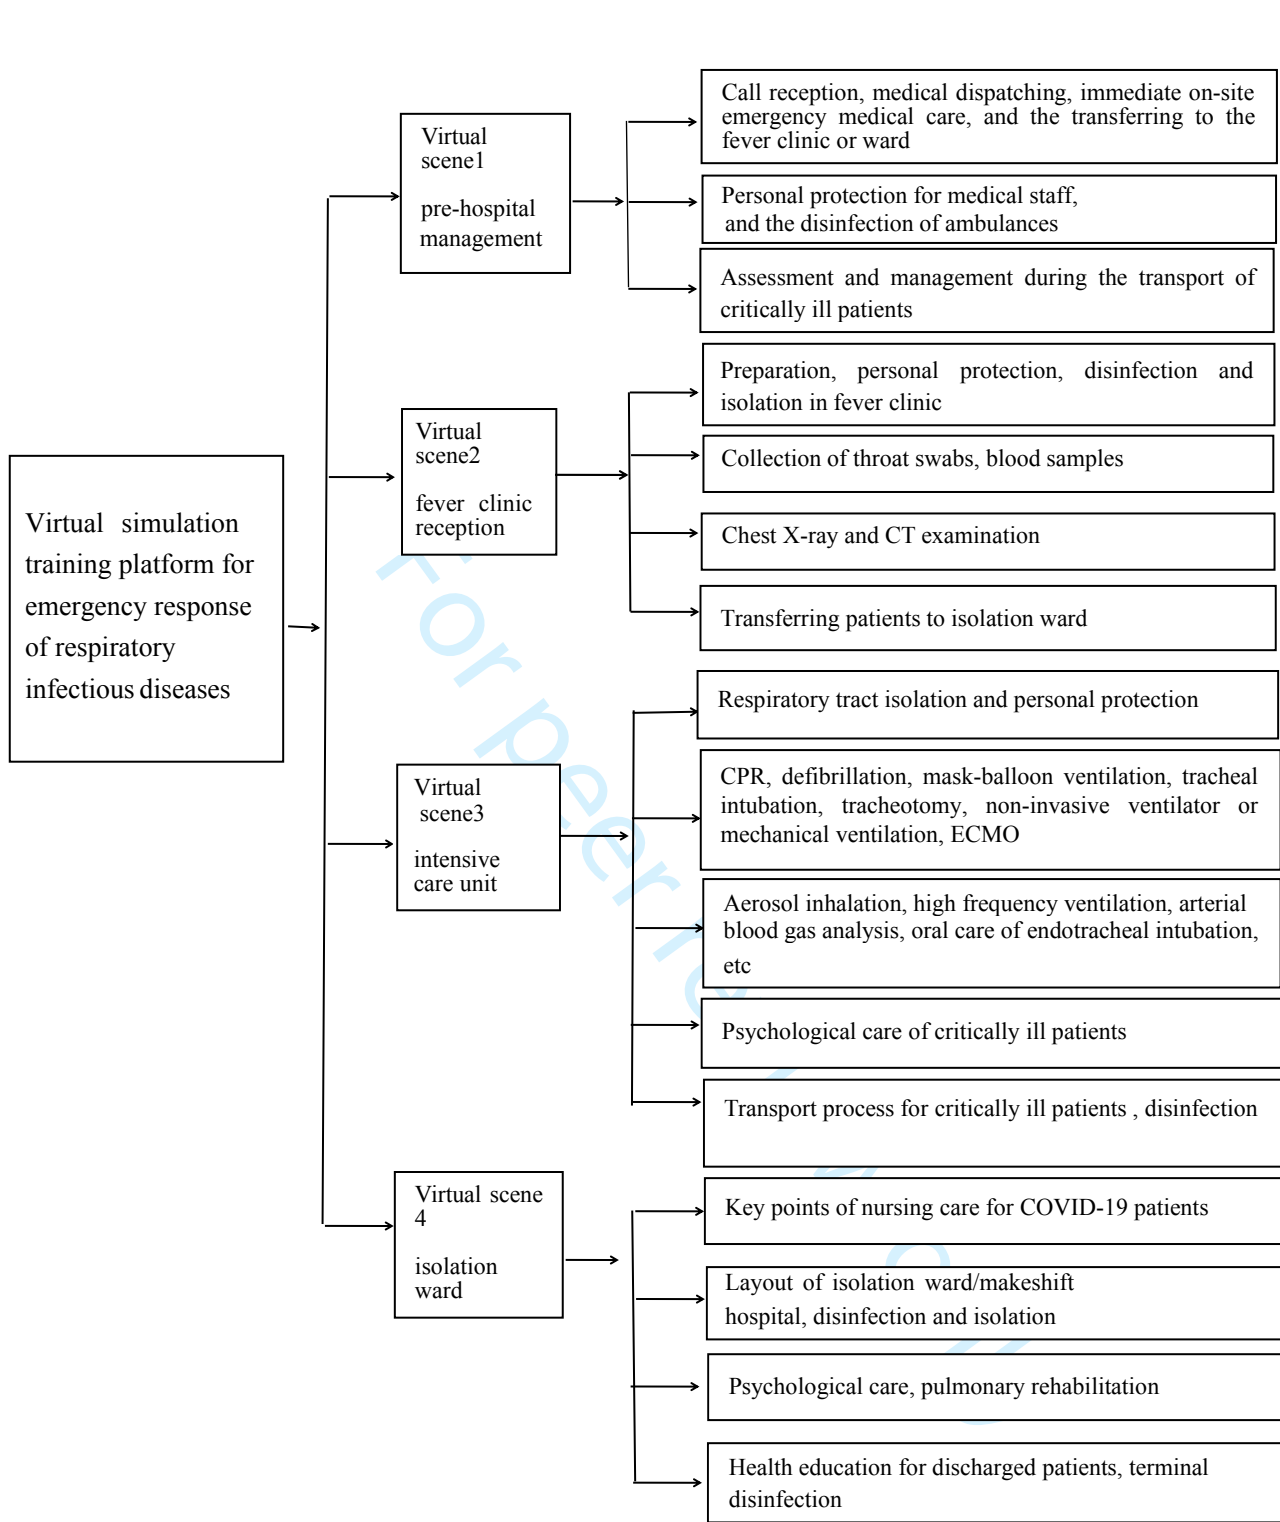 Virtual simulation
training platform for
emergency response
of respiratory
infectious diseases
Virtual
scene1
pre-hospital
management
Call reception, medical dispatching, immediate on-site
emergency medical care, and the transferring to the
fever clinic or ward
Personal protection for medical staff,
and the disinfection of ambulances
Assessment and management during the transport of
critically ill patients
Virtual
scene2
fever clinic
reception
Preparation, personal protection, disinfection and
isolation in fever clinic
Collection of throat swabs, blood samples
Chest X-ray and CT examination
Transferring patients to isolation ward
Virtual
scene3
intensive
care unit
Respiratory tract isolation and personal protection
CPR, defibrillation, mask-balloon ventilation, tracheal
intubation, tracheotomy, non-invasive ventilator or
mechanical ventilation, ECMO
Aerosol inhalation, high frequency ventilation, arterial
blood gas analysis, oral care of endotracheal intubation,
etc
Psychological care of critically ill patients
Transport process for critically ill patients , disinfection
Virtual scene
4
isolation
ward
Key points of nursing care for COVID-19 patients
Layout of isolation ward/makeshift
hospital, disinfection and isolation
Psychological care, pulmonary rehabilitation
Health education for discharged patients, terminal
disinfection
For peer